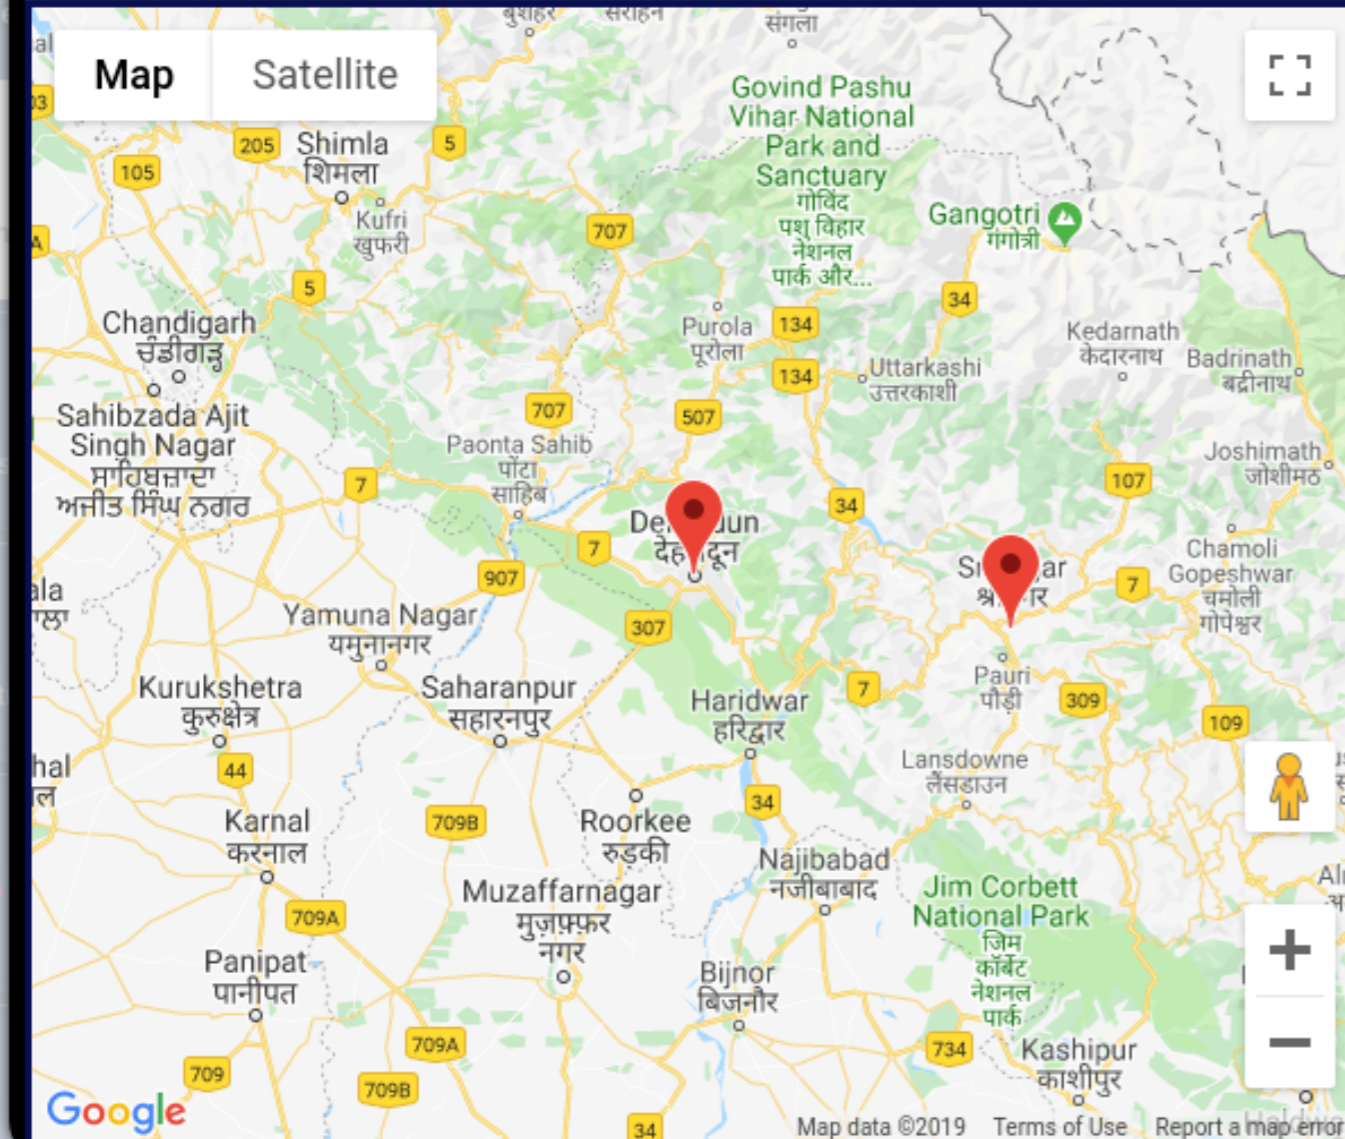 बुशहर
सराहन
संगला
Map
Satellite
Govind Pashu
Vihar National
Park and
Sanctuary
गोविंद
पशु विहार
नेशनल
पार्क और...
03
205
5
105
Shimla
शिमला
Kufri
खुफरी
707
Gangotri
गंगोत्री
A
5
34
Chandigarh
ਚੰਡੀਗੜ੍ਹ
Purola
पूरोला
134
Kedarnath
केदारनाथ
Badrinath
बद्रीनाथ
134
Uttarkashi
उत्तरकाशी
Sahibzada Ajit
Singh Nagar
ਸਾਹਿਬਜ਼ਾਦਾ
ਅਜੀਤ ਸਿੰਘ ਨਗਰ
707
507
Paonta Sahib
पोंटा
साहिब
Joshimath
जोशीमठ
7
107
34
7
Chamoli
Gopeshwar
चमोली
गोपेश्वर
907
7
Yamuna Nagar
यमुनानगर
307
Pauri
पौड़ी
Kurukshetra
कुरुक्षेत्र
Saharanpur
सहारनपुर
Haridwar
हरिद्वार
7
309
109
44
Lansdowne
लैंसडाउन
34
Karnal
करनाल
709B
Roorkee
रुड़की
Najibabad
नजीबाबाद
Muzaffarnagar
मुज़फ़्फ़र
नगर
Jim Corbett
National Park
जिम
कॉर्बेट
नेशनल
पार्क
709A
Panipat
पानीपत
Bijnor
बिजनौर
709A
734
Kashipur
काशीपुर
709
709B
34
Google
Map data ©2019
Terms of Use
Report a map error